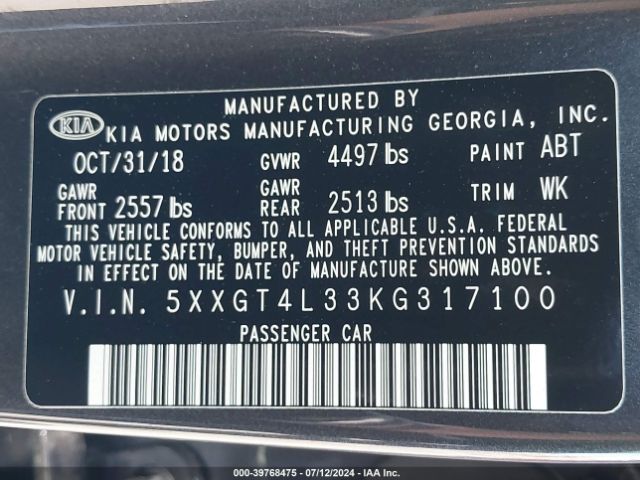 MANUFACTURED BY
KIA KIA MOTORS MANUFACTURING GEORGIA, INC.
OCT/31/18 GVWR 4497 lbs PAINT ABT
GAWR FRONT 2557 lbs GAWR REAR 2513 lbs TRIM WK
THIS VEHICLE CONFORMS TO ALL APPLICABLE U.S.A. FEDERAL
MOTOR VEHICLE SAFETY, BUMPER, AND THEFT PREVENTION STANDARDS
IN EFFECT ON THE DATE OF MANUFACTURE SHOWN ABOVE.
V.I.N. 5XXGT4L33KG317100
PASSENGER CAR
000-39768475 - 07/12/2024 - IAA Inc.